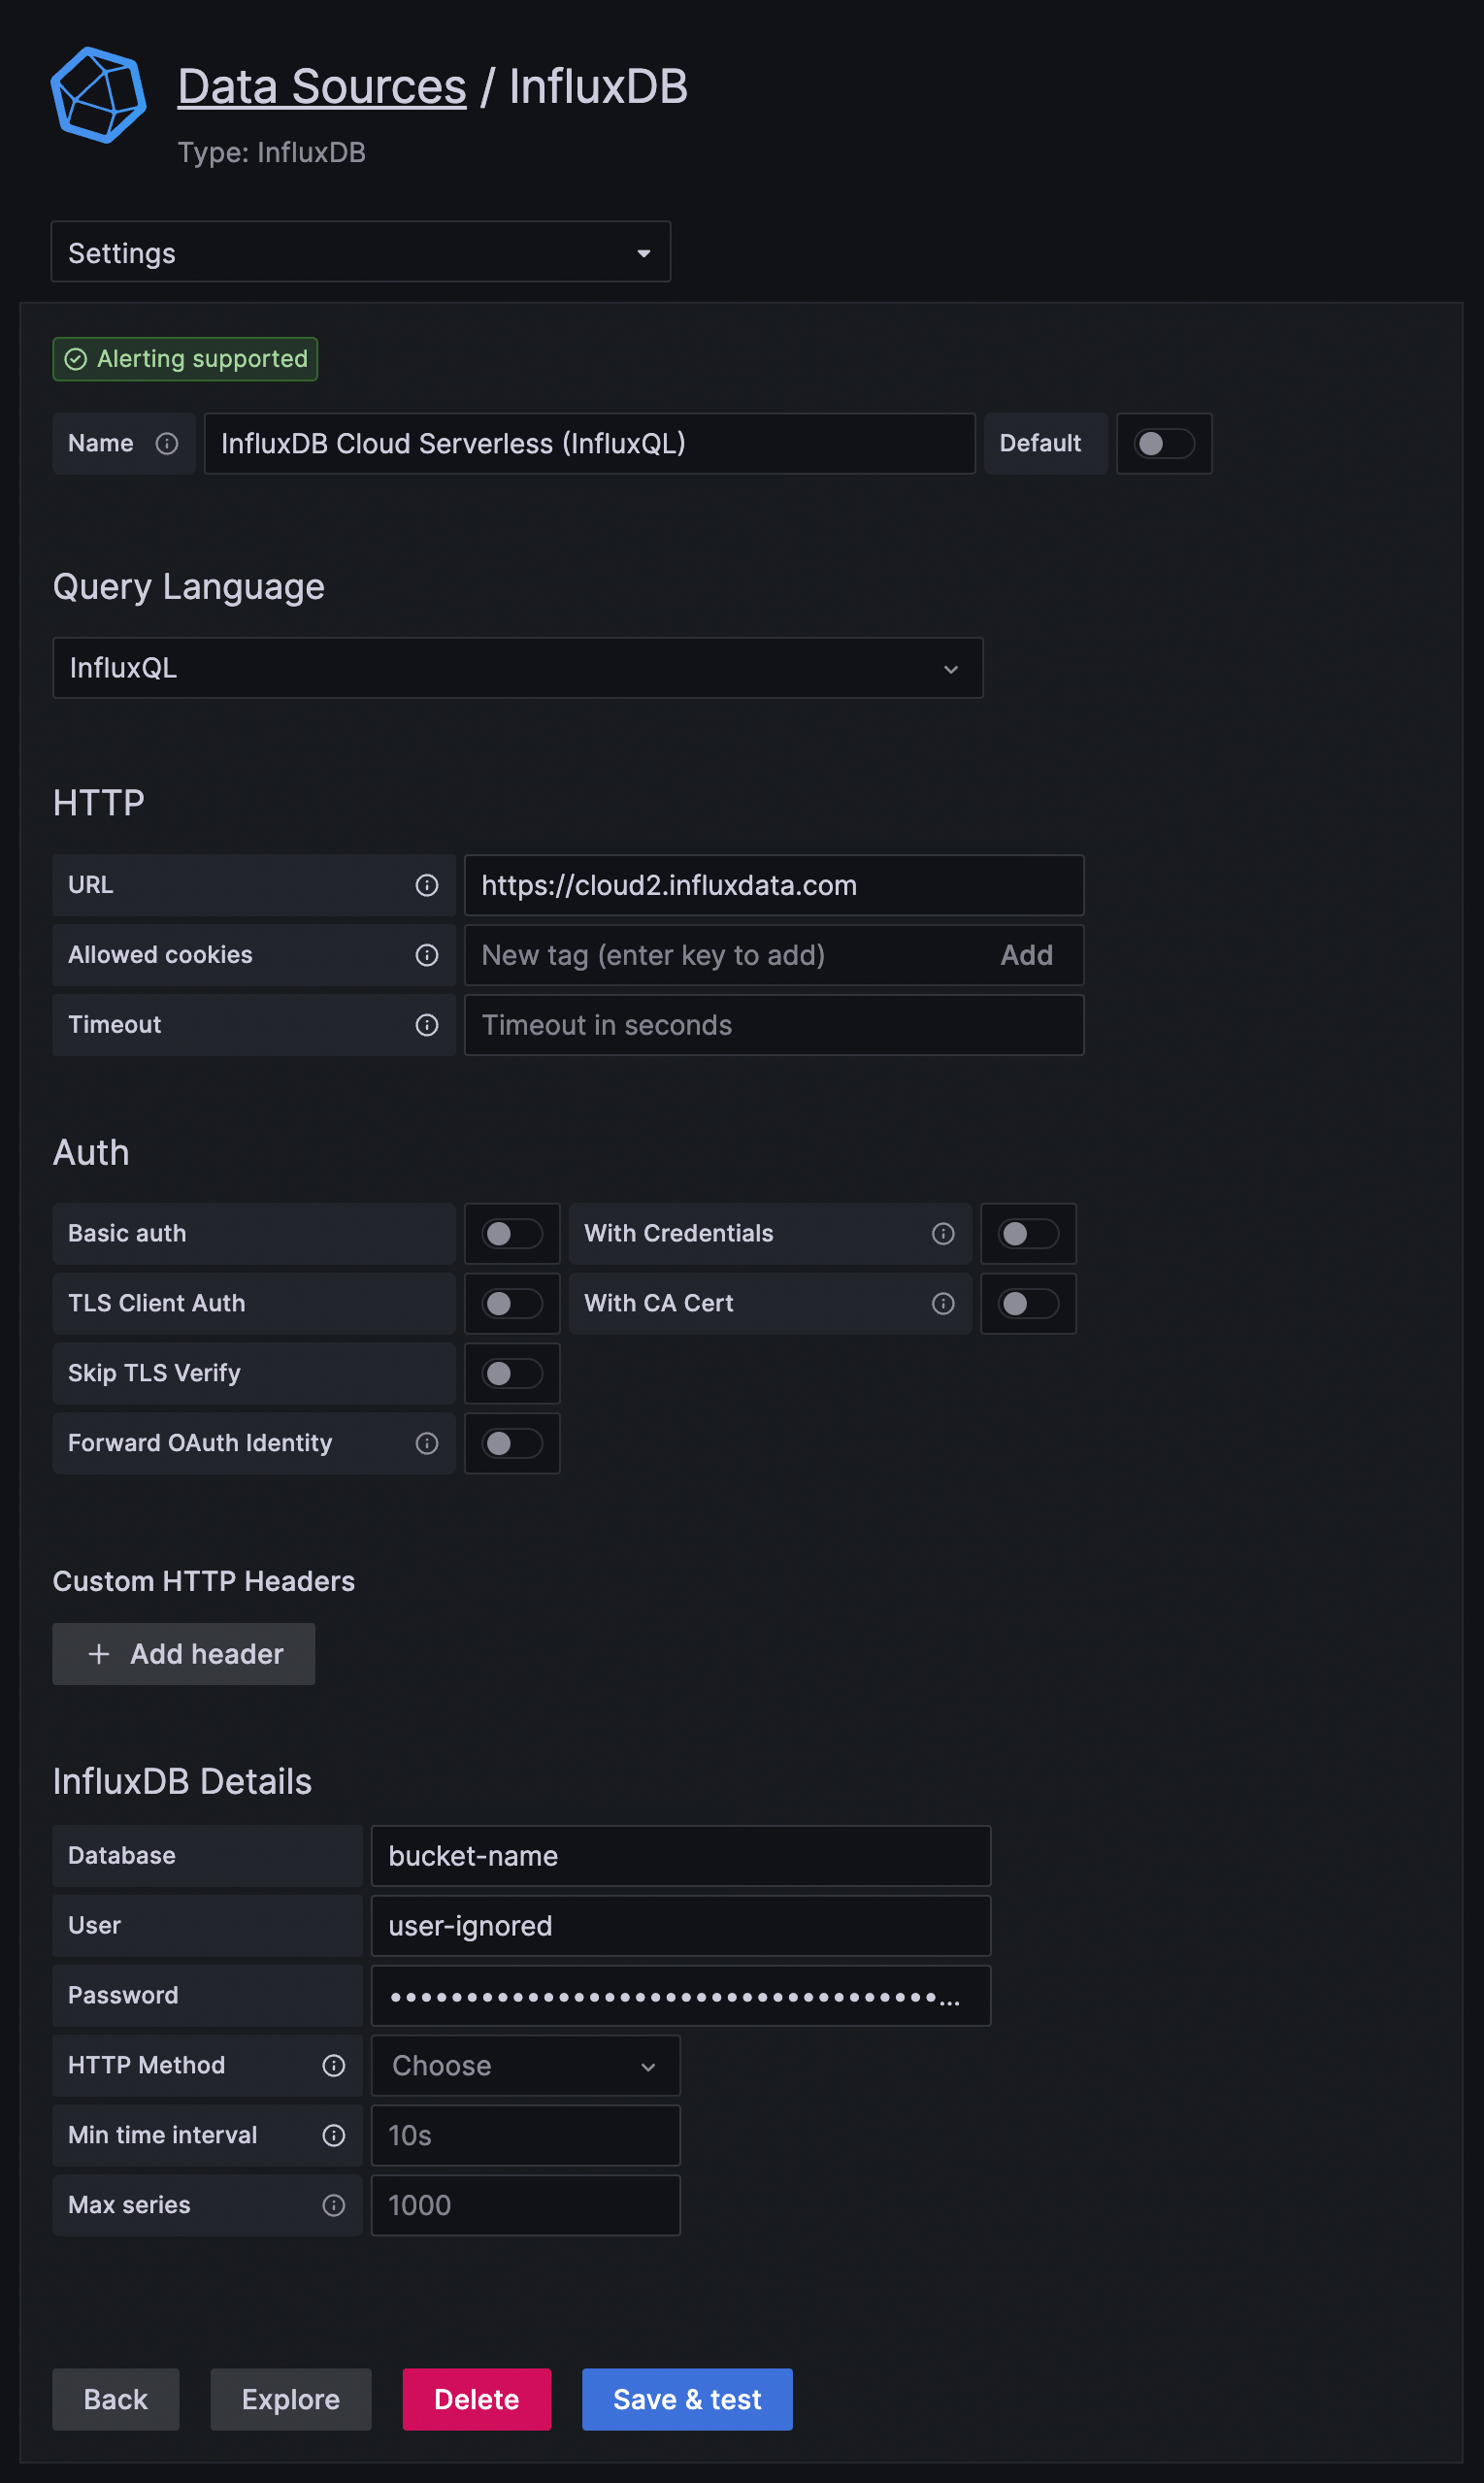 Data Sources / InfluxDB
Type: InfluxDB
Settings
Alerting supported
Name InfluxDB Cloud Serverless (InfluxQL) Default
Query Language
InfluxQL
HTTP
URL https://cloud2.influxdata.com
Allowed cookies New tag (enter key to add) Add
Timeout Timeout in seconds
Auth
Basic auth With Credentials
TLS Client Auth With CA Cert
Skip TLS Verify
Forward OAuth Identity
Custom HTTP Headers
+ Add header
InfluxDB Details
Database bucket-name
User user-ignored
Password ••••••••••••••••••••••••••••••••••••...
HTTP Method Choose
Min time interval 10s
Max series 1000
Back Explore Delete Save & test